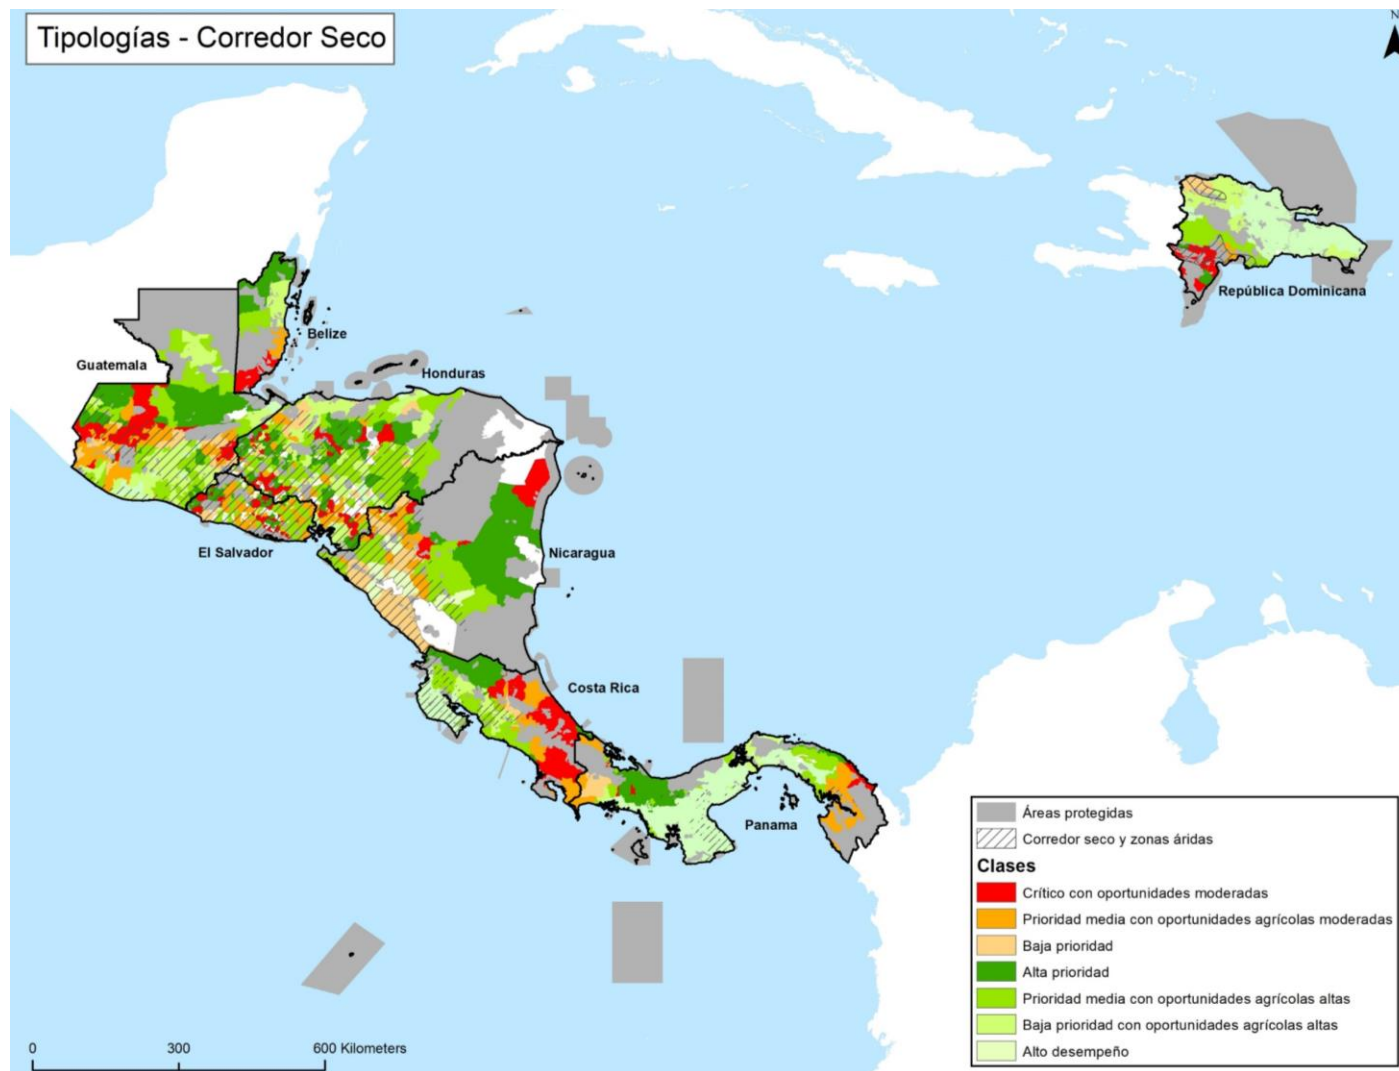 Tipologías - Corredor Seco
N
República Dominicana
Belize
Guatemala
Honduras
El Salvador
Nicaragua
Costa Rica
Panama
Áreas protegidas
Corredor seco y zonas áridas
Clases
Crítico con oportunidades moderadas
Prioridad media con oportunidades agrícolas moderadas
Baja prioridad
Alta prioridad
Prioridad media con oportunidades agrícolas altas
Baja prioridad con oportunidades agrícolas altas
Alto desempeño
0 300 600 Kilometers